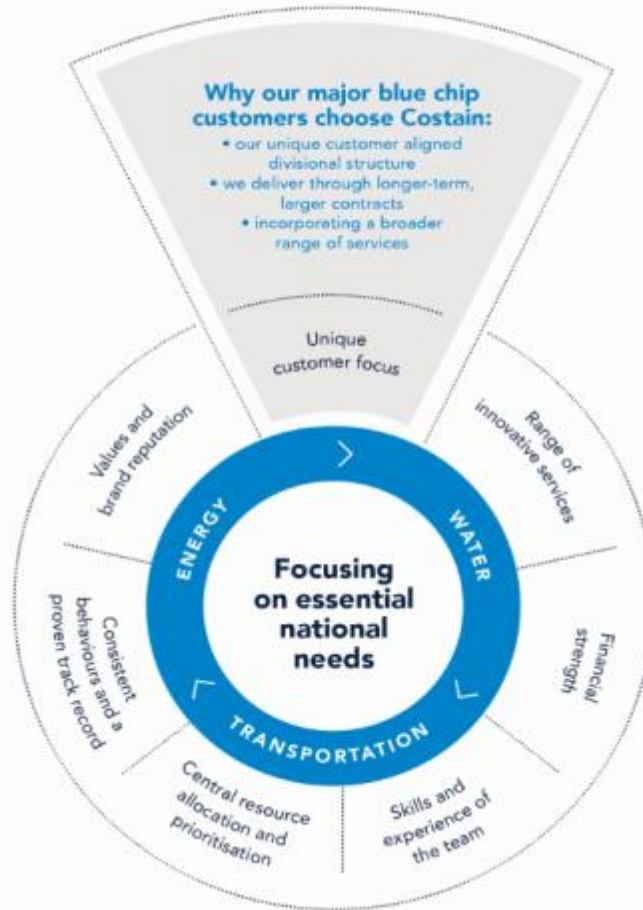 Why our major blue chip
customers choose Costain:
• our unique customer aligned
divisional structure
• we deliver through longer-term,
larger contracts
• incorporating a broader
range of services
Unique
customer focus
Range of
innovative services
Financial
strength
Skills and
experience of
the team
Central resource
allocation and
prioritisation
Consistent
behaviours and a
proven track record
Values and
brand reputation
ENERGY
WATER
TRANSPORTATION
Focusing
on essential
national
needs